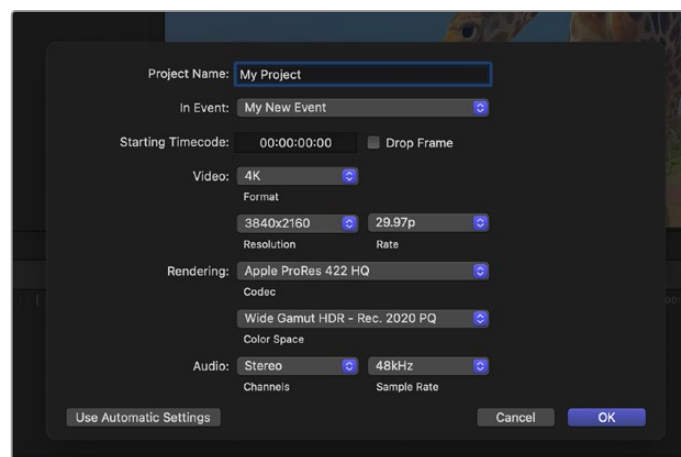 Project Name: My Project
In Event: My New Event
Starting Timecode: 00:00:00:00 Drop Frame
Video: 4K
Format
3840x2160 29.97p
Resolution Rate
Rendering: Apple ProRes 422 HQ
Codec
Wide Gamut HDR - Rec. 2020 PQ
Color Space
Audio: Stereo 48kHz
Channels Sample Rate
Use Automatic Settings Cancel OK